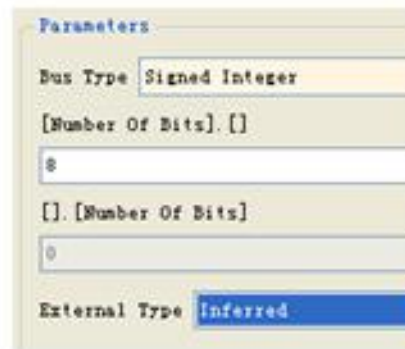 Parameters
Bus Type Signed Integer
[Number Of Bits].[]
8
[].[Number Of Bits]
0
External Type Inferred